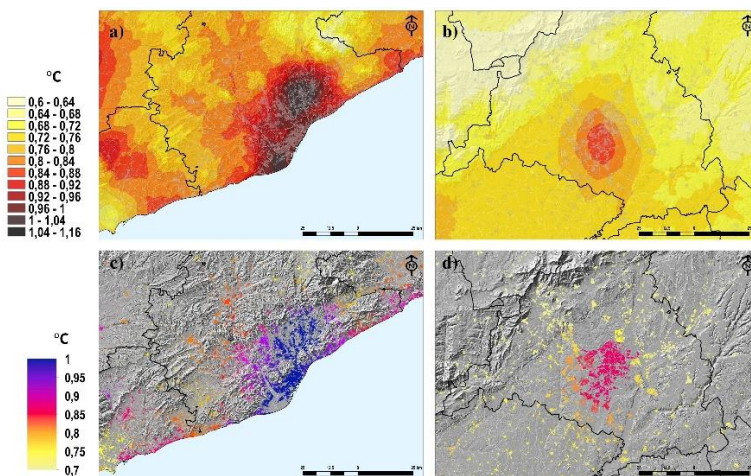 a)
N
b)
N
°C
0,6 - 0,64
0,64 - 0,68
0,68 - 0,72
0,72 - 0,76
0,76 - 0,8
0,8 - 0,84
0,84 - 0,88
0,88 - 0,92
0,92 - 0,96
0,96 - 1
1 - 1,04
1,04 - 1,16
c)
N
d)
N
°C
1
0,95
0,9
0,85
0,8
0,75
0,7